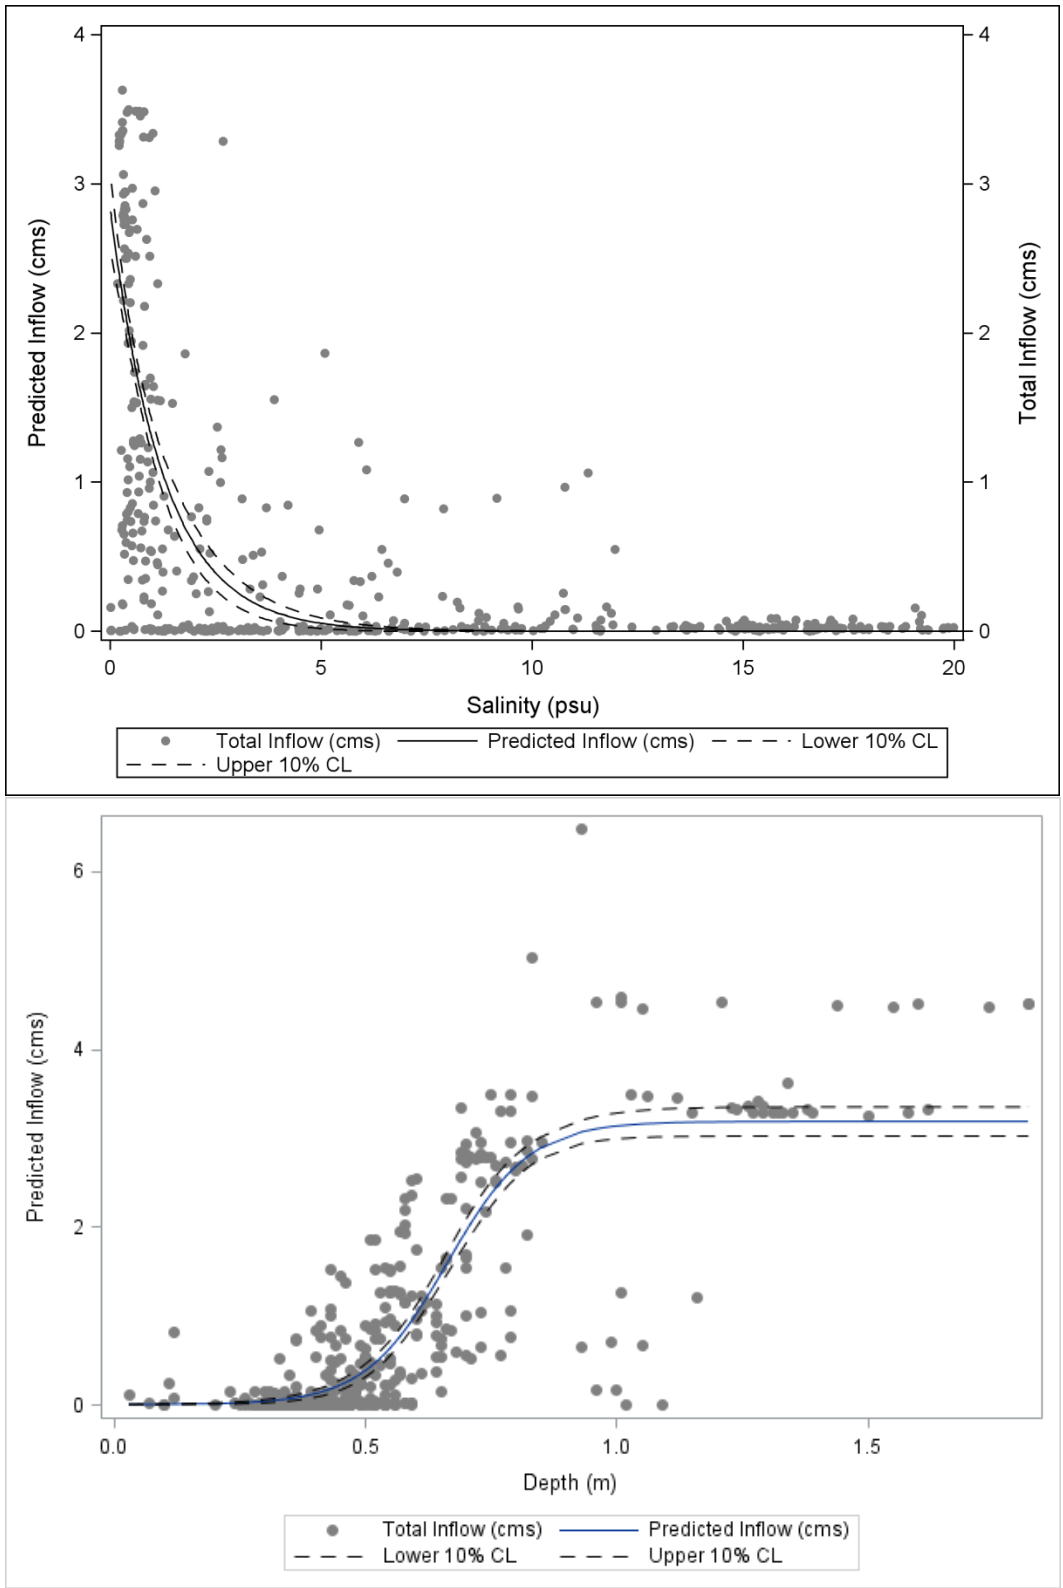 4
3
2
1
0
Predicted Inflow (cms)
4
3
2
1
0
Total Inflow (cms)
0 5 10 15 20
Salinity (psu)
Total Inflow (cms) Predicted Inflow (cms) Lower 10% CL
Upper 10% CL
6
4
2
0
Predicted Inflow (cms)
0.0 0.5 1.0 1.5
Depth (m)
Total Inflow (cms) Predicted Inflow (cms)
Lower 10% CL Upper 10% CL